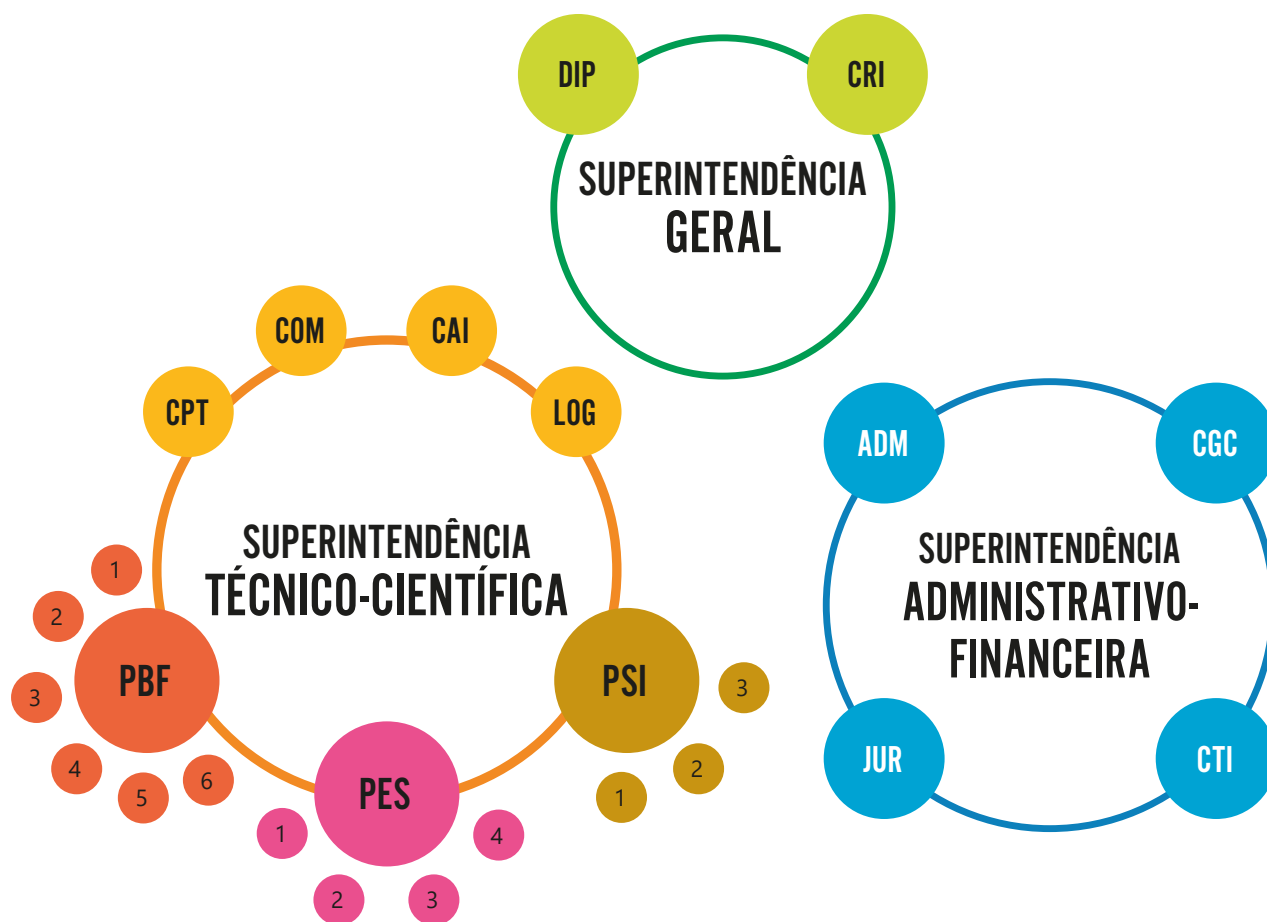 DIP
CRI
SUPERINTENDÊNCIA
GERAL
COM
CAI
CPT
LOG
SUPERINTENDÊNCIA
TÉCNICO-CIENTÍFICA
1
2
3
4
5
6
PBF
PES
1
2
3
4
PSI
1
2
3
ADM
CGC
SUPERINTENDÊNCIA
ADMINISTRATIVO-
FINANCEIRA
JUR
CTI